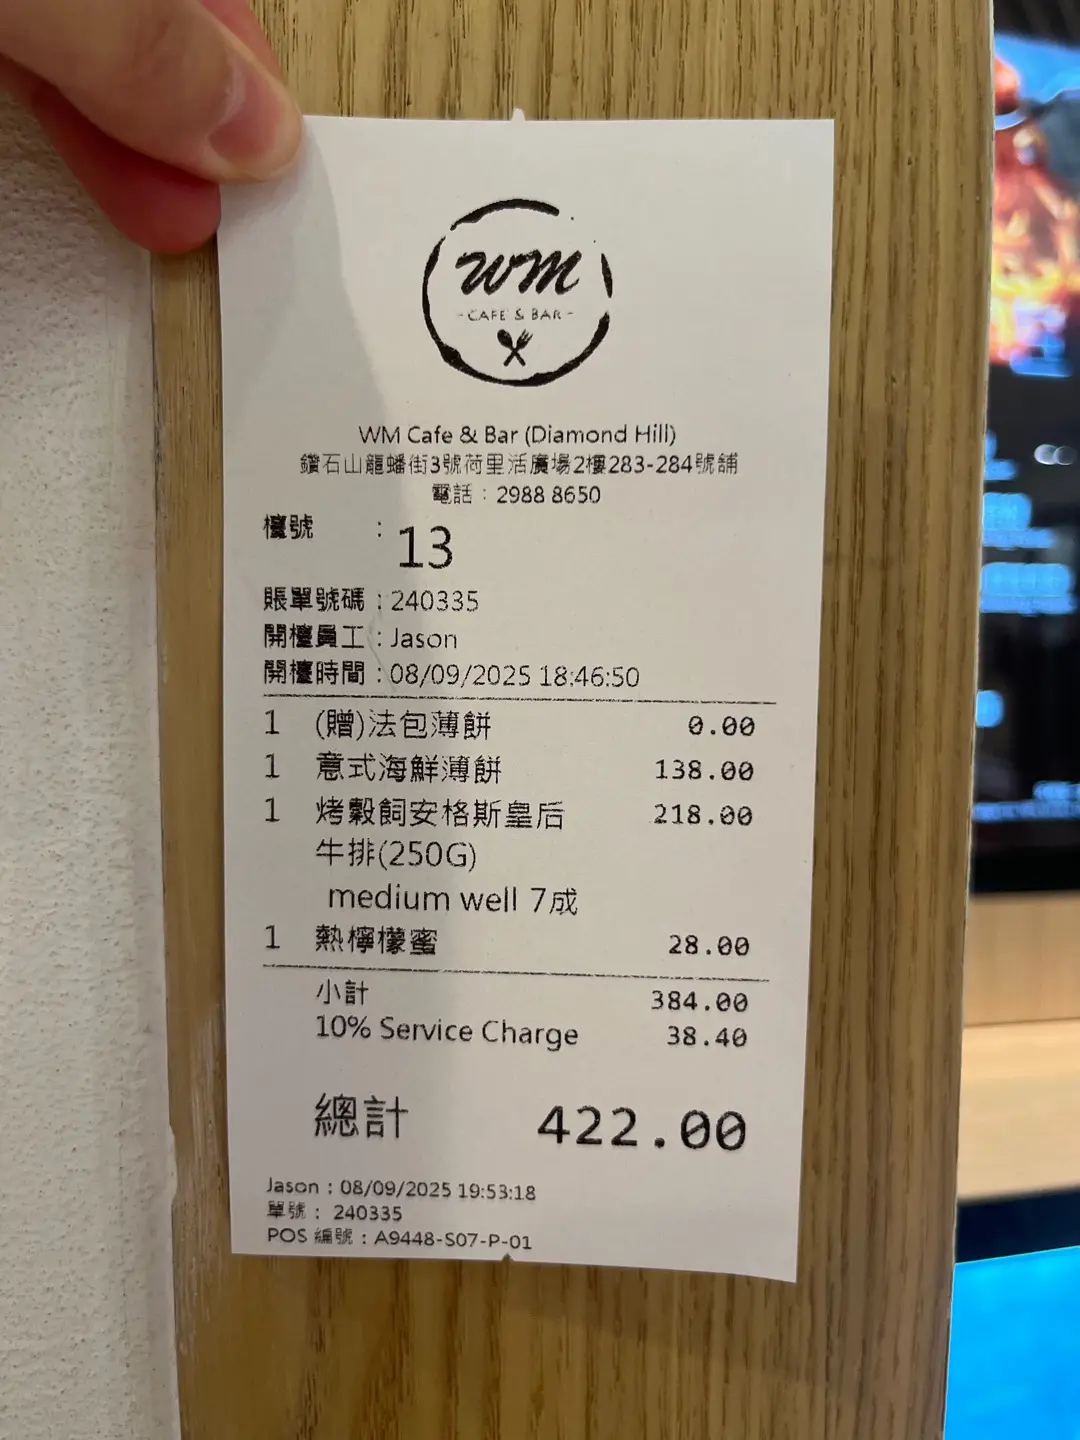 WM
- CAFE & BAR -
WM Cafe & Bar (Diamond Hill)
鑽石山龍蟠街3號荷里活廣場2樓283-284號舖
電話：2988 8650
檯號 : 13
賬單號碼 : 240335
開檯員工 : Jason
開檯時間 : 08/09/2025 18:46:50
1 (贈)法包薄餅 0.00
1 意式海鮮薄餅 138.00
1 烤穀飼安格斯皇后 218.00
牛排(250G)
medium well 7成
1 熱檸檬蜜 28.00
小計 384.00
10% Service Charge 38.40
總計 422.00
Jason : 08/09/2025 19:53:18
單號 : 240335
POS 編號 : A9448-S07-P-01